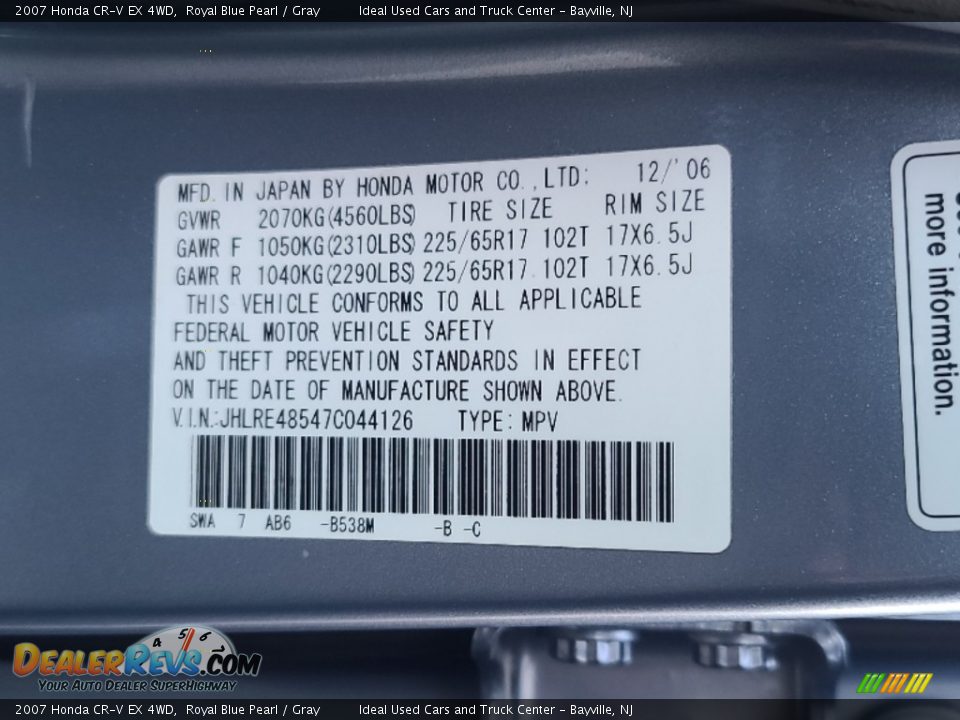 2007 Honda CR-V EX 4WD, Royal Blue Pearl / Gray Ideal Used Cars and Truck Center - Bayville, NJ
MFD. IN JAPAN BY HONDA MOTOR CO., LTD: 12/'06
GVWR 2070KG(4560LBS) TIRE SIZE RIM SIZE
GAWR F 1050KG(2310LBS) 225/65R17 102T 17X6.5J
GAWR R 1040KG(2290LBS) 225/65R17 102T 17X6.5J
THIS VEHICLE CONFORMS TO ALL APPLICABLE
FEDERAL MOTOR VEHICLE SAFETY
AND THEFT PREVENTION STANDARDS IN EFFECT
ON THE DATE OF MANUFACTURE SHOWN ABOVE.
V.I.N.:JHLRE48547C044126 TYPE: MPV
SWA 7 AB6 -B538M -B -C
more information.
4 5 6
DEALERREVS.COM
YOUR AUTO DEALER SUPERHIGHWAY
2007 Honda CR-V EX 4WD, Royal Blue Pearl / Gray Ideal Used Cars and Truck Center - Bayville, NJ